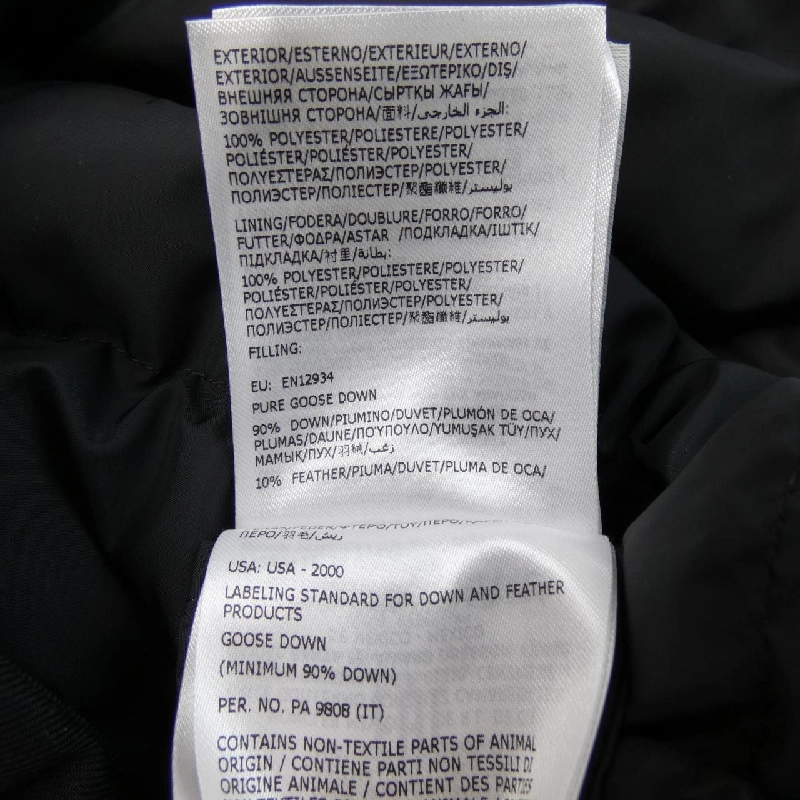 EXTERIOR/ESTERNO/EXTERIEUR/EXTERNO/
EXTERIOR/AUSSENSEITE/ΕΞΩΤΕΡΙΚΟ/DIŞ/
ВНЕШНЯЯ СТОРОНА/СЫРТҚЫ ЖАҒЫ/
ЗОВНІШНЯ СТОРОНА/面料/الجزء الخارجي:
100% POLYESTER/POLIESTERE/POLYESTER/
POLIÉSTER/POLIÉSTER/POLYESTER/
ΠΟΛΥΕΣΤΕΡΑΣ/ПОЛИЭСТЕР/POLYESTER/
ПОЛИЭСТЕР/ПОЛІЕСТЕР/聚酯纖維/بوليستر/
LINING/FODERA/DOUBLURE/FORRO/FORRO/
FUTTER/ΦΟΔΡΑ/ASTAR /ПОДКЛАДКА/ІШТІК/
ПІДКЛАДКА/衬里/بطانة:
100% POLYESTER/POLIESTERE/POLYESTER/
POLIÉSTER/POLIÉSTER/POLYESTER/
ΠΟΛΥΕΣΤΕΡΑΣ/ПОЛИЭСТЕР/POLYESTER/
ПОЛИЭСТЕР/ПОЛІЕСТЕР/聚酯纖維/بوليستر/
FILLING:
EU: EN12934
PURE GOOSE DOWN
90% DOWN/PIUMINO/DUVET/PLUMÓN DE OCA/
PLUMAS/DAUNE/ΠΟΥΠΟΥΛΟ/YUMUŞAK TÜY/ПУХ/
МАМЫК/ПУХ/羽絨/زغب/
10% FEATHER/PIUMA/DUVET/PLUMA DE OCA/
ПЕРО/羽毛/ريش/
USA: USA - 2000
LABELING STANDARD FOR DOWN AND FEATHER
PRODUCTS
GOOSE DOWN
(MINIMUM 90% DOWN)
PER. NO. PA 9808 (IT)
CONTAINS NON-TEXTILE PARTS OF ANIMAL
ORIGIN / CONTIENE PARTI NON TESSILI DI
ORIGINE ANIMALE / CONTIENT DES PARTIES